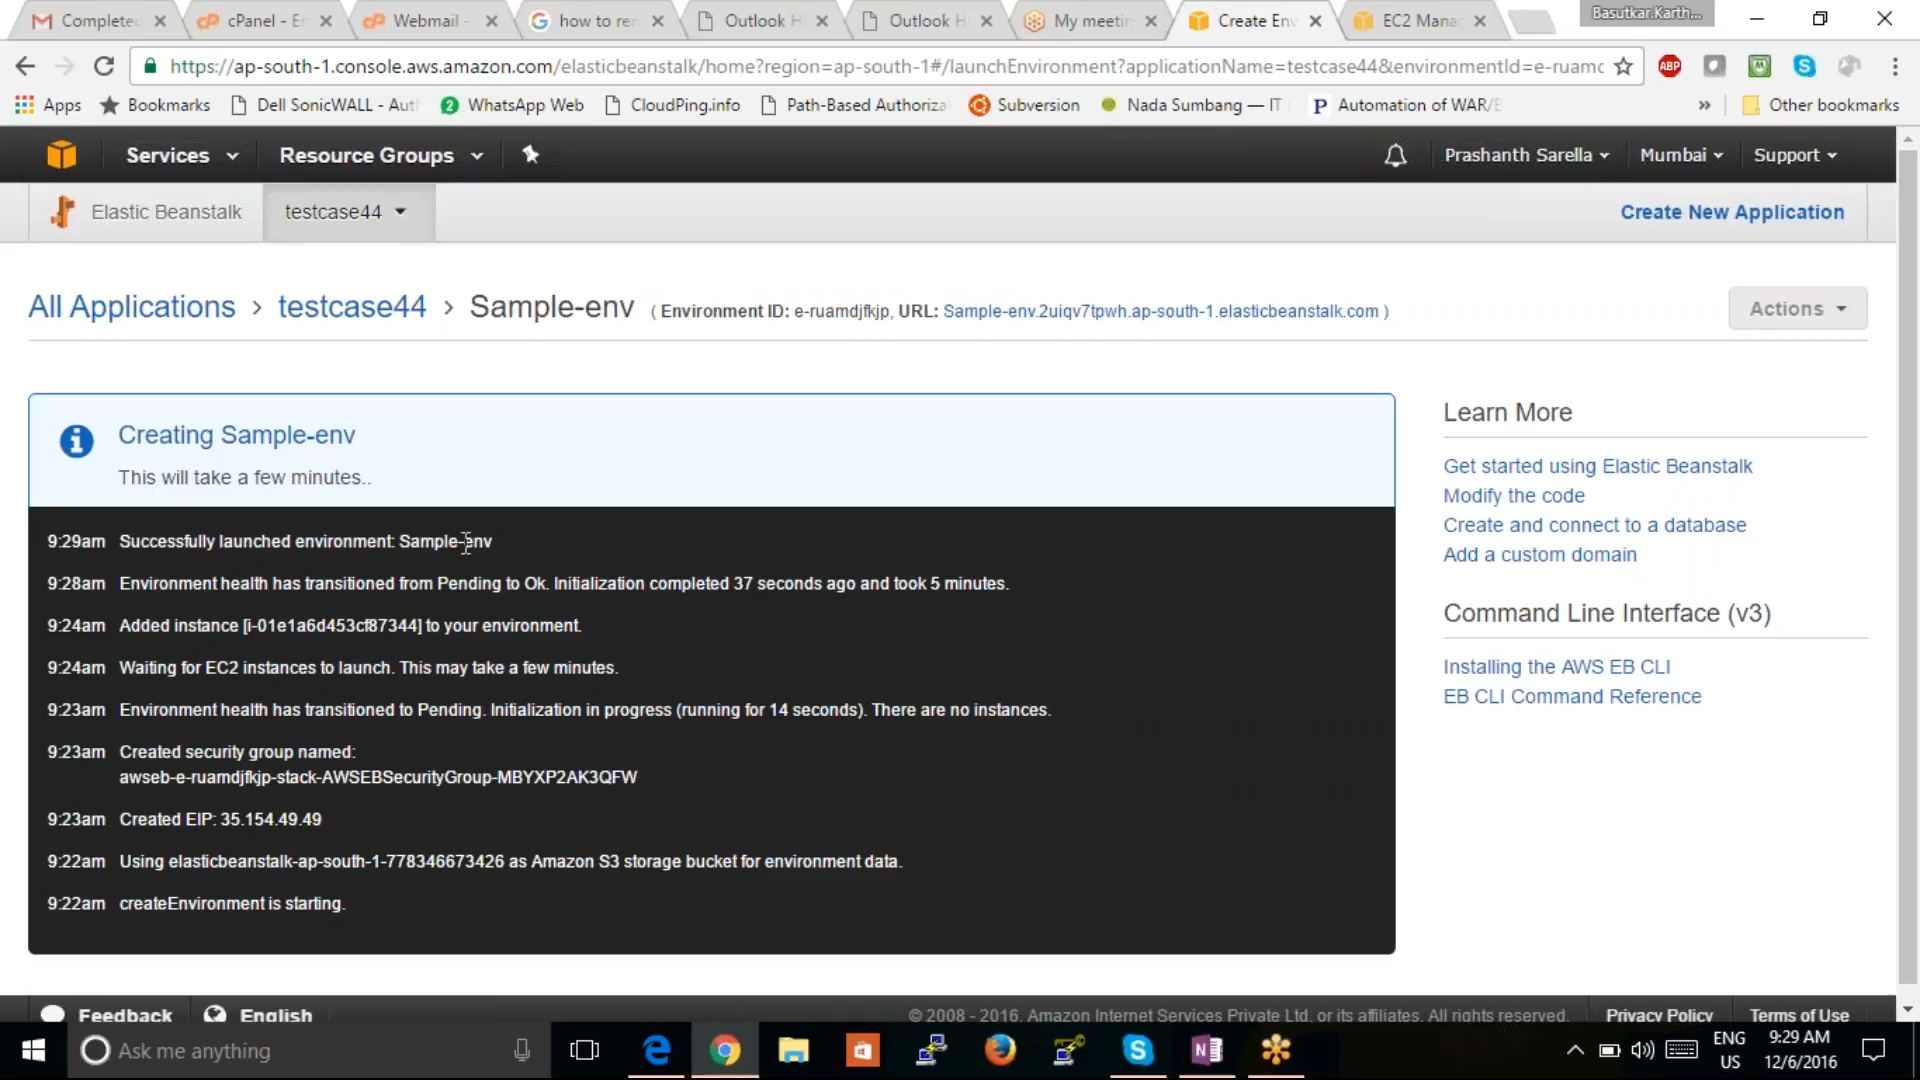 Completec
cPanel - E
Webmail -
how to re
Outlook H
Outlook H
My meetin
Create Env
EC2 Mana
Basutkar.Karth...
https://ap-south-1.console.aws.amazon.com/elasticbeanstalk/home?region=ap-south-1#/launchEnvironment?applicationName=testcase44&environmentId=e-ruamc
ABP
Apps
Bookmarks
Dell SonicWALL - Aut
2
WhatsApp Web
CloudPing.info
Path-Based Authoriza
Subversion
Nada Sumbang — IT
P
Automation of WAR/E
»
Other bookmarks
Services
Resource Groups
Prashanth Sarella
Mumbai
Support
Elastic Beanstalk
testcase44
Create New Application
All Applications > testcase44 > Sample-env ( Environment ID: e-ruamdjfkjp, URL: Sample-env.2uiqv7tpwh.ap-south-1.elasticbeanstalk.com )
Actions
Creating Sample-env
This will take a few minutes..
9:29am Successfully launched environment: Sample-env
9:28am Environment health has transitioned from Pending to Ok. Initialization completed 37 seconds ago and took 5 minutes.
9:24am Added instance [i-01e1a6d453cf87344] to your environment.
9:24am Waiting for EC2 instances to launch. This may take a few minutes.
9:23am Environment health has transitioned to Pending. Initialization in progress (running for 14 seconds). There are no instances.
9:23am Created security group named:
awseb-e-ruamdjfkjp-stack-AWSEBSecurityGroup-MBYXP2AK3QFW
9:23am Created EIP: 35.154.49.49
9:22am Using elasticbeanstalk-ap-south-1-778346673426 as Amazon S3 storage bucket for environment data.
9:22am createEnvironment is starting.
Learn More
Get started using Elastic Beanstalk
Modify the code
Create and connect to a database
Add a custom domain
Command Line Interface (v3)
Installing the AWS EB CLI
EB CLI Command Reference
Feedback
English
© 2008 - 2016, Amazon Internet Services Private Ltd. or its affiliates. All rights reserved.
Privacy Policy
Terms of Use
Ask me anything
ENG
US
9:29 AM
12/6/2016